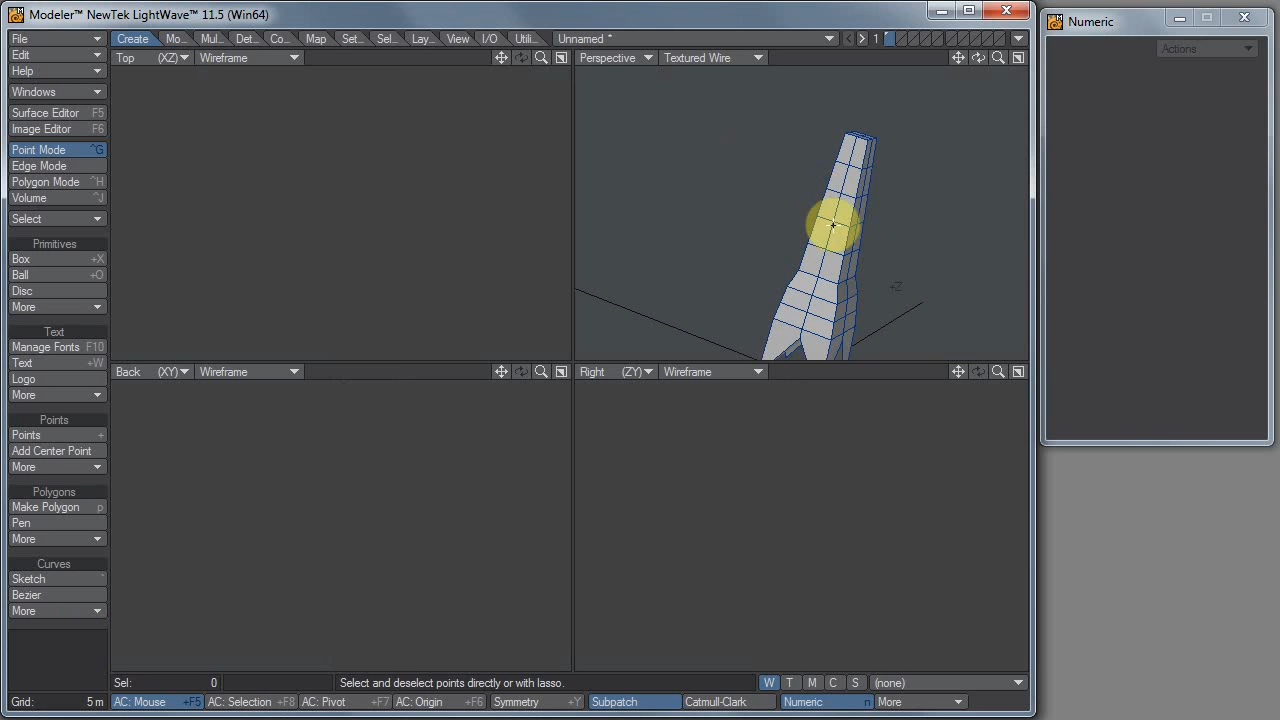 Modeler™ NewTek LightWave™ 11.5 (Win64)
Numeric
File
Edit
Help
Windows
Surface Editor F5
Image Editor F6
Point Mode ^G
Edge Mode
Polygon Mode ^H
Volume ^J
Select
Primitives
Box +X
Ball +O
Disc
More
Text
Manage Fonts F10
Text +W
Logo
More
Points
Points +
Add Center Point
More
Polygons
Make Polygon p
Pen
More
Curves
Sketch `
Bezier
More
Grid: 5 m
Create Mo... Mul... Det... Co... Map Set... Sel... Lay... View I/O Utili... Unnamed * < > 1
Top (XZ) Wireframe
Perspective Textured Wire
+Z
Back (XY) Wireframe
Right (ZY) Wireframe
Sel: 0 Select and deselect points directly or with lasso. W T M C S (none)
AC: Mouse +F5 AC: Selection +F8 AC: Pivot +F7 AC: Origin +F6 Symmetry +Y Subpatch Catmull-Clark Numeric n More
Actions